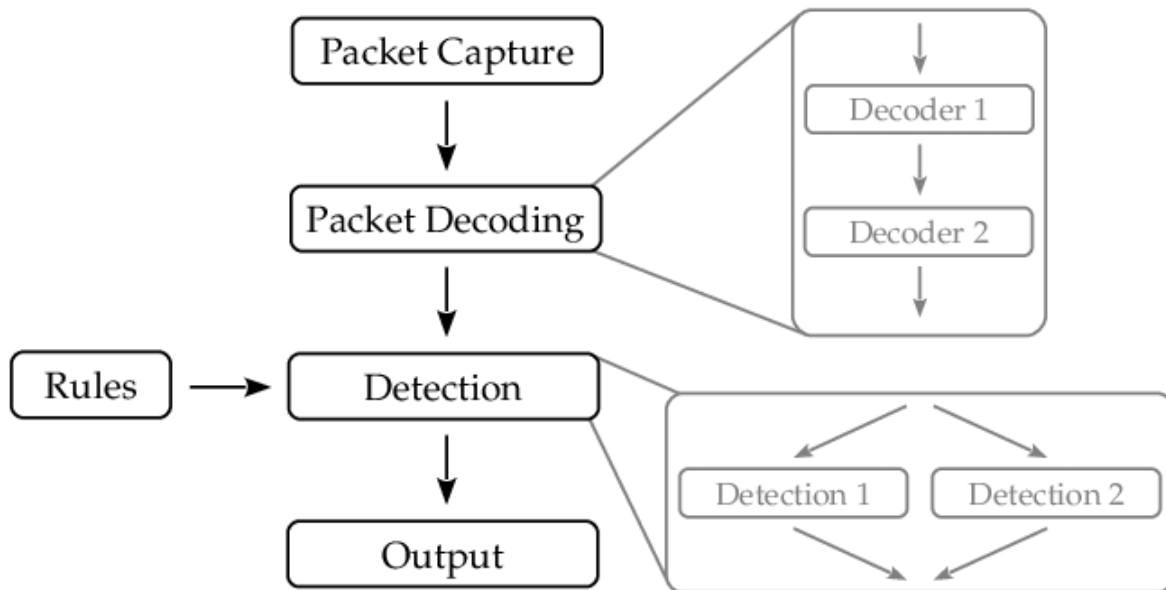 Packet Capture
Decoder 1
Packet Decoding
Decoder 2
Rules
Detection
Detection 1
Detection 2
Output